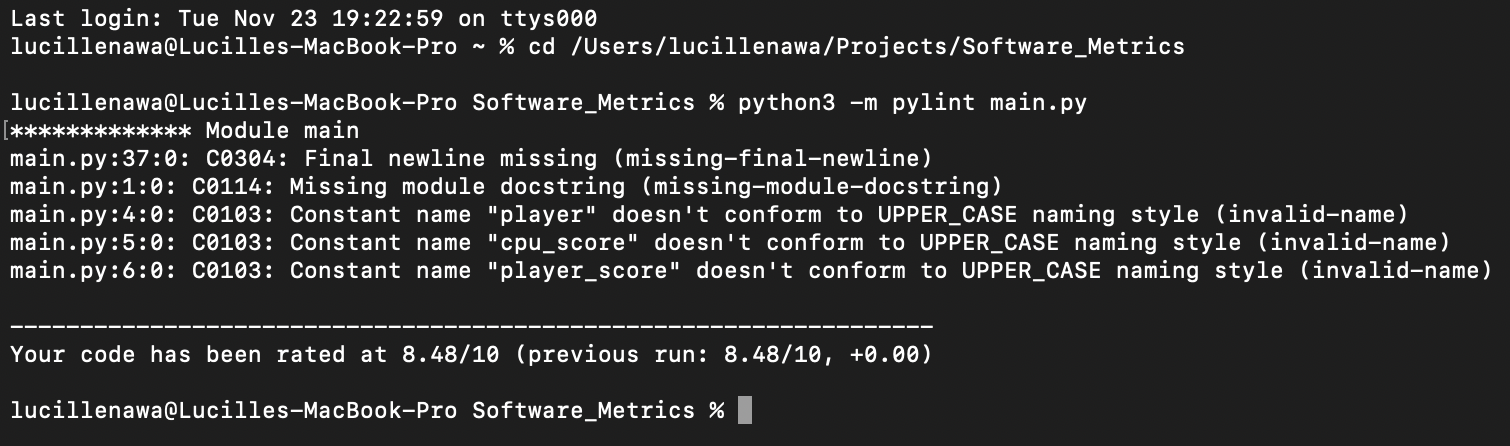 Last login: Tue Nov 23 19:22:59 on ttys000
lucillenawa@Lucilles-MacBook-Pro ~ % cd /Users/lucillenawa/Projects/Software_Metrics
lucillenawa@Lucilles-MacBook-Pro Software_Metrics % python3 -m pylint main.py
[************* Module main
main.py:37:0: C0304: Final newline missing (missing-final-newline)
main.py:1:0: C0114: Missing module docstring (missing-module-docstring)
main.py:4:0: C0103: Constant name "player" doesn't conform to UPPER_CASE naming style (invalid-name)
main.py:5:0: C0103: Constant name "cpu_score" doesn't conform to UPPER_CASE naming style (invalid-name)
main.py:6:0: C0103: Constant name "player_score" doesn't conform to UPPER_CASE naming style (invalid-name)
------------------------------------------------------------------
Your code has been rated at 8.48/10 (previous run: 8.48/10, +0.00)
lucillenawa@Lucilles-MacBook-Pro Software_Metrics %